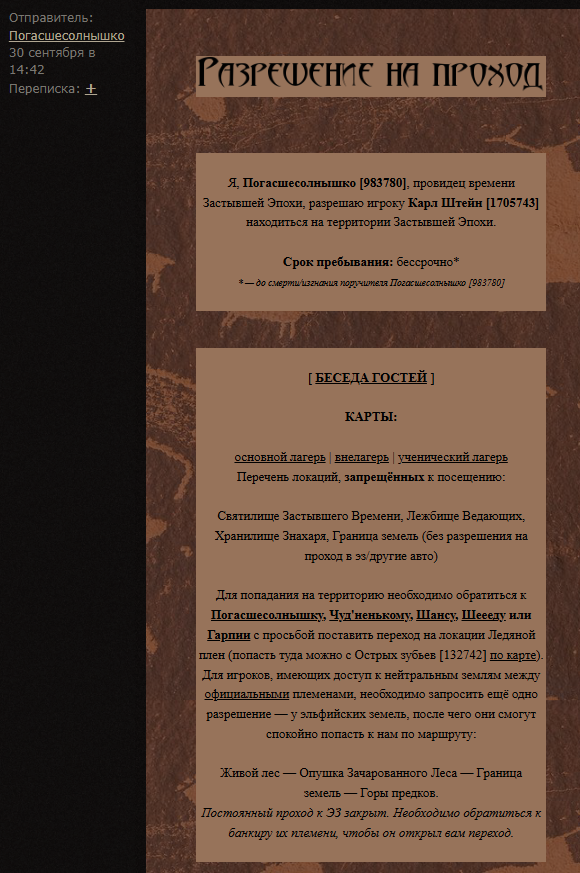 Отправитель:
Погасшесолнышко
30 сентября в
14:42
Переписка: +
Разрешение на проход
Я, Погасшесолнышко [983780], провидец времени
Застывшей Эпохи, разрешаю игроку Карл Штейн [1705743]
находиться на территории Застывшей Эпохи.
Срок пребывания: бессрочно*
* — до смерти/изгнания поручителя Погасшесолнышко [983780]
[ БЕСЕДА ГОСТЕЙ ]
КАРТЫ:
основной лагерь | внелагерь | ученический лагерь
Перечень локаций, запрещённых к посещению:
Святилище Застывшего Времени, Лежбище Ведающих,
Хранилище Знахаря, Граница земель (без разрешения на
проход в эз/другие авто)
Для попадания на территорию необходимо обратиться к
Погасшесолнышку, Чуд'ненькому, Шансу, Шеееду или
Гарпии с просьбой поставить переход на локации Ледяной
плен (попасть туда можно с Острых зубьев [132742] по карте).
Для игроков, имеющих доступ к нейтральным землям между
официальными племенами, необходимо запросить ещё одно
разрешение — у эльфийских земель, после чего они смогут
спокойно попасть к нам по маршруту:
Живой лес — Опушка Зачарованного Леса — Граница
земель — Горы предков.
Постоянный проход к ЭЗ закрыт. Необходимо обратиться к
банкиру их племени, чтобы он открыл вам переход.